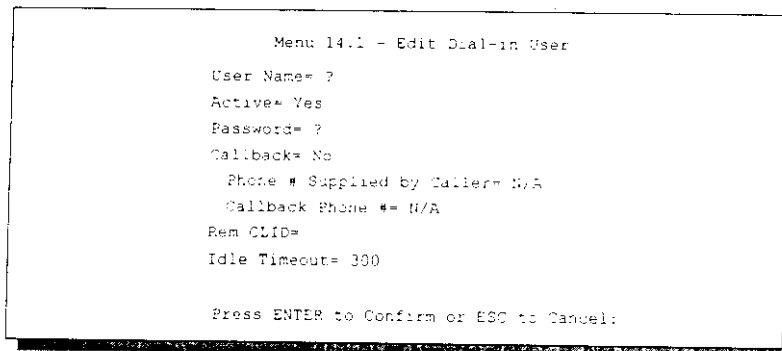 Menu 14.1 - Edit Dial-in User
User Name= ?
Active= Yes
Password= ?
Callback= No
Phone # Supplied by Caller= N/A
Callback Phone #= N/A
Rem CLID=
Idle Timeout= 300
Press ENTER to Confirm or ESC to Cancel: